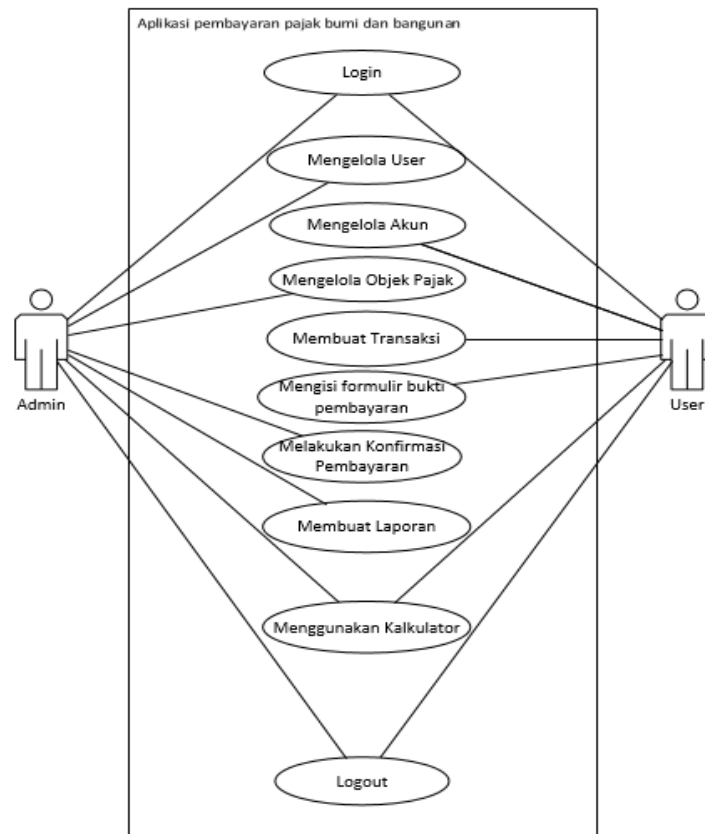 Aplikasi pembayaran pajak bumi dan bangunan
Login
Mengelola User
Mengelola Akun
Mengelola Objek Pajak
Membuat Transaksi
Mengisi formulir bukti
pembayaran
Admin
User
Melakukan Konfirmasi
Pembayaran
Membuat Laporan
Menggunakan Kalkulator
Logout